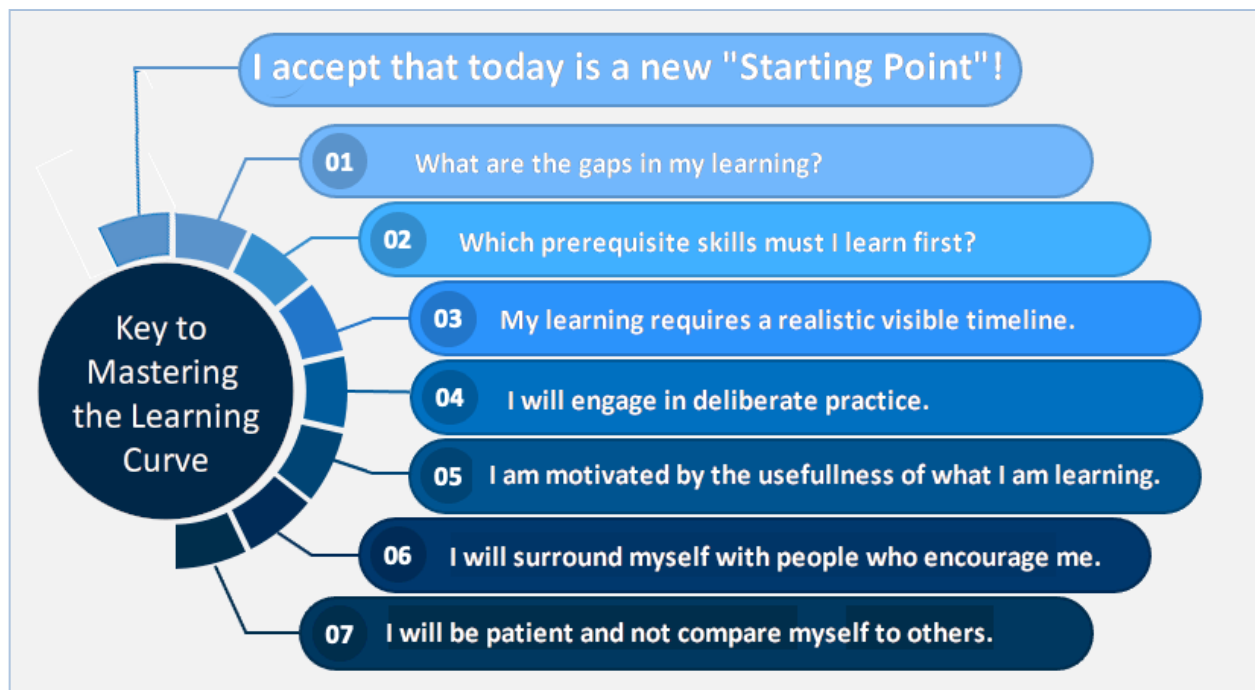 I accept that today is a new "Starting Point"!
01 What are the gaps in my learning?
02 Which prerequisite skills must I learn first?
03 My learning requires a realistic visible timeline.
04 I will engage in deliberate practice.
05 I am motivated by the usefullness of what I am learning.
06 I will surround myself with people who encourage me.
07 I will be patient and not compare myself to others.
Key to
Mastering
the Learning
Curve